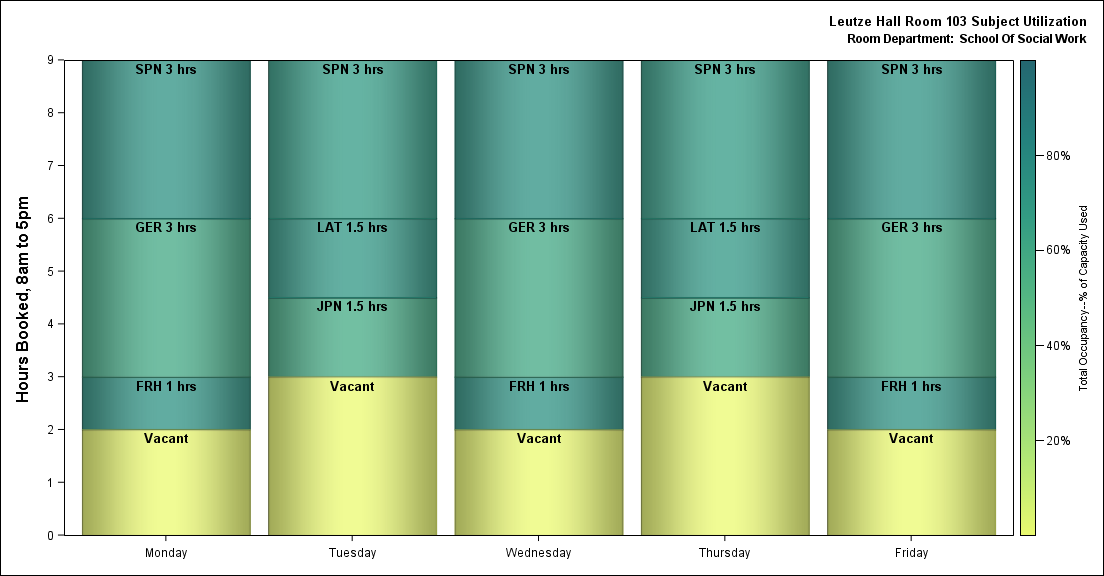 Leutze Hall Room 103 Subject Utilization
Room Department: School Of Social Work
Hours Booked, 8am to 5pm
9
8
7
6
5
4
3
2
1
0
SPN 3 hrs
GER 3 hrs
FRH 1 hrs
Vacant
Monday
SPN 3 hrs
LAT 1.5 hrs
JPN 1.5 hrs
Vacant
Tuesday
SPN 3 hrs
GER 3 hrs
FRH 1 hrs
Vacant
Wednesday
SPN 3 hrs
LAT 1.5 hrs
JPN 1.5 hrs
Vacant
Thursday
SPN 3 hrs
GER 3 hrs
FRH 1 hrs
Vacant
Friday
80%
60%
40%
20%
Total Occupancy--% of Capacity Used